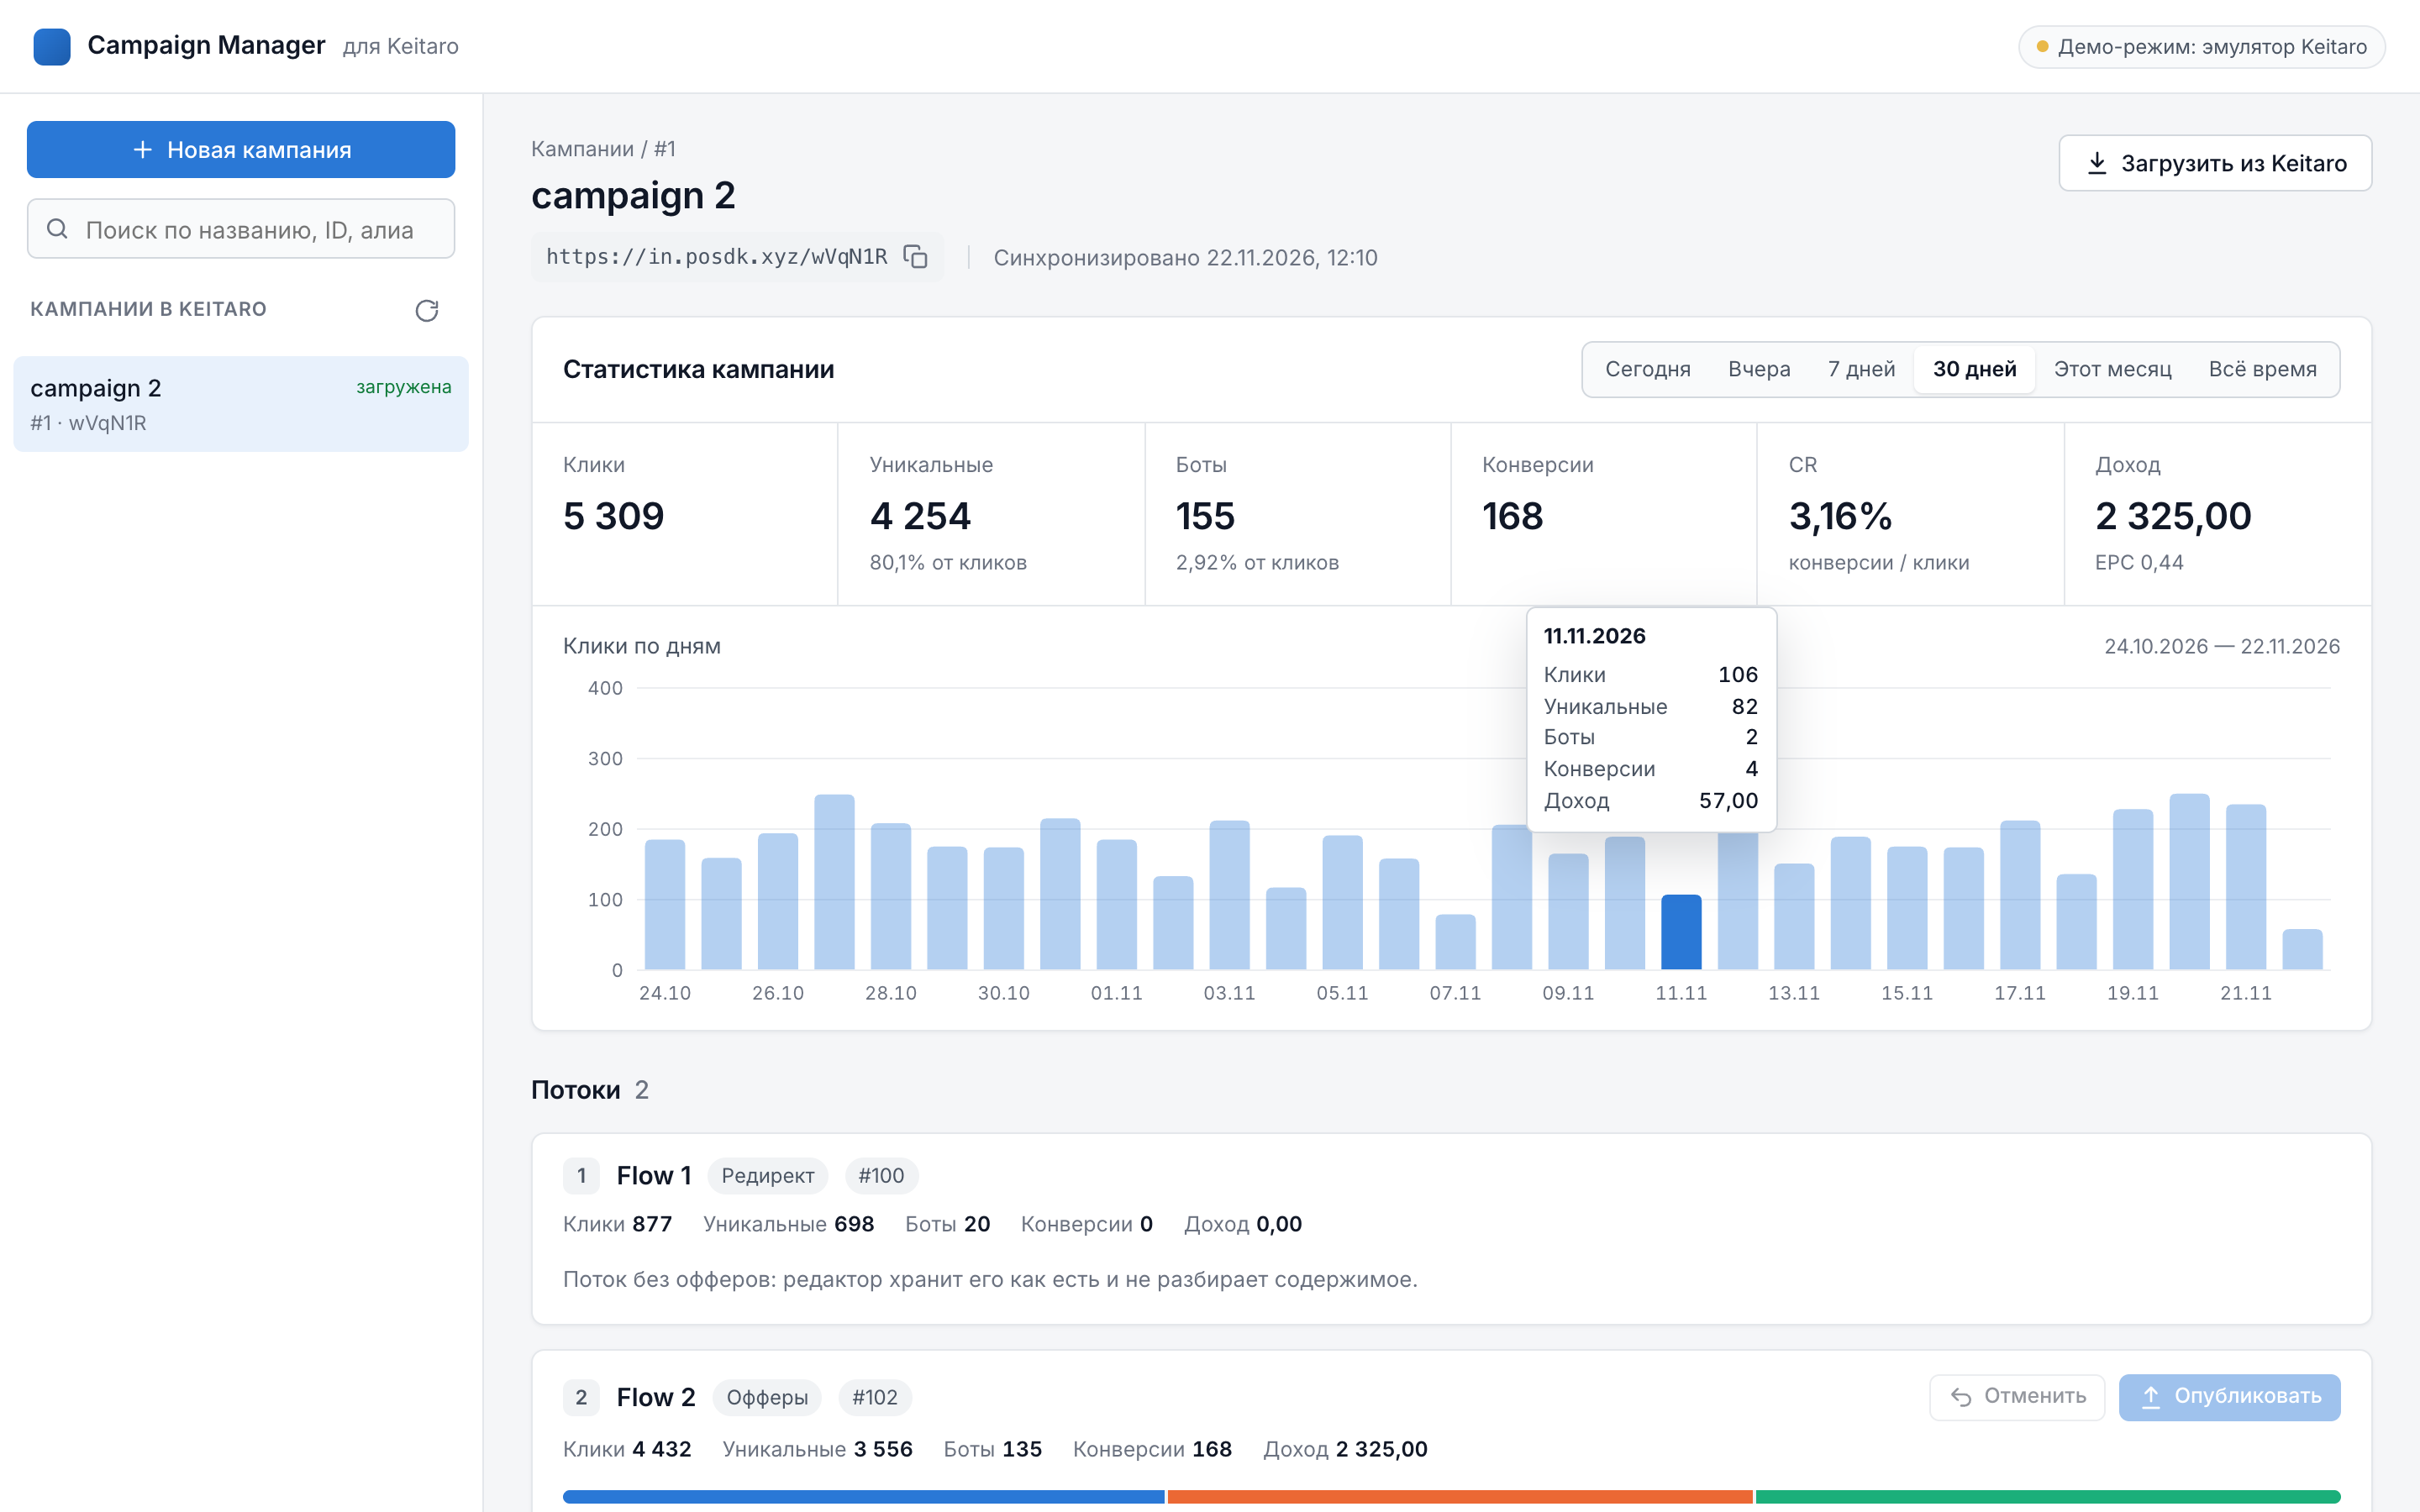 Campaign Manager для Keitaro
Демо-режим: эмулятор Keitaro
Новая кампания
Поиск по названию, ID, алиа
КАМПАНИИ В KEITARO
campaign 2 загружена
#1 · wVqN1R
Кампании / #1
campaign 2
https://in.posdk.xyz/wVqN1R
Синхронизировано 22.11.2026, 12:10
Загрузить из Keitaro
Статистика кампании
Сегодня Вчера 7 дней 30 дней Этот месяц Всё время
Клики Уникальные Боты Конверсии CR Доход
5 309 4 254 155 168 3,16% 2 325,00
80,1% от кликов 2,92% от кликов конверсии / клики EPC 0,44
Клики по дням
24.10.2026 — 22.11.2026
11.11.2026
Клики 106
Уникальные 82
Боты 2
Конверсии 4
Доход 57,00
400
300
200
100
0
24.10 26.10 28.10 30.10 01.11 03.11 05.11 07.11 09.11 11.11 13.11 15.11 17.11 19.11 21.11
Потоки 2
1 Flow 1 Редирект #100
Клики 877 Уникальные 698 Боты 20 Конверсии 0 Доход 0,00
Поток без офферов: редактор хранит его как есть и не разбирает содержимое.
2 Flow 2 Офферы #102
Отменить Опубликовать
Клики 4 432 Уникальные 3 556 Боты 135 Конверсии 168 Доход 2 325,00